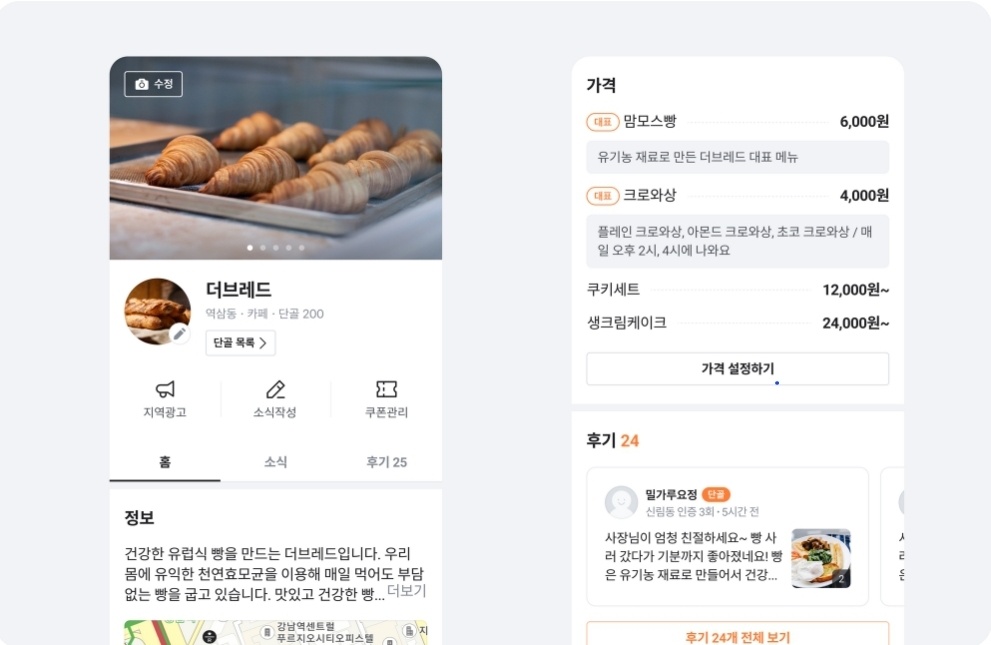 수정
더브레드
역삼동 · 카페 · 단골 200
단골 목록 >
지역광고
소식작성
쿠폰관리
홈
소식
후기 25
정보
건강한 유럽식 빵을 만드는 더브레드입니다. 우리
몸에 유익한 천연효모균을 이용해 매일 먹어도 부담
없는 빵을 굽고 있습니다. 맛있고 건강한 빵... 더보기
강남역센트럴
푸르지오시티오피스텔
지
가격
대표 맘모스빵 6,000원
유기농 재료로 만든 더브레드 대표 메뉴
대표 크로와상 4,000원
플레인 크로와상, 아몬드 크로와상, 초코 크로와상 / 매
일 오후 2시, 4시에 나와요
쿠키세트 12,000원~
생크림케이크 24,000원~
가격 설정하기
후기 24
밀가루요정 단골
신림동 인증 3회 · 5시간 전
사장님이 엄청 친절하세요~ 빵 사
러 갔다가 기분까지 좋아졌네요! 빵
은 유기농 재료로 만들어서 건강...
2
후기 24개 전체 보기